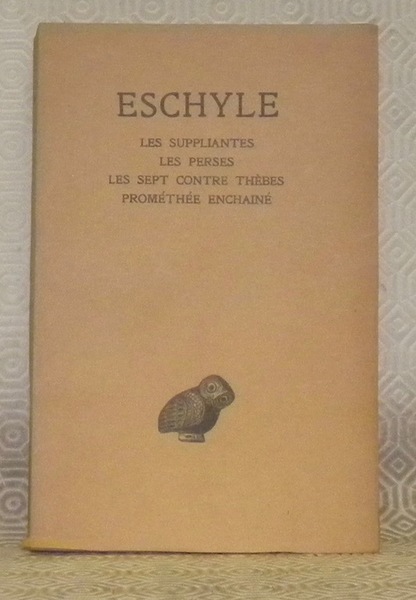 ESCHYLE
LES SUPPLIANTES
LES PERSES
LES SEPT CONTRE THÈBES
PROMÉTHÉE ENCHAINÉ